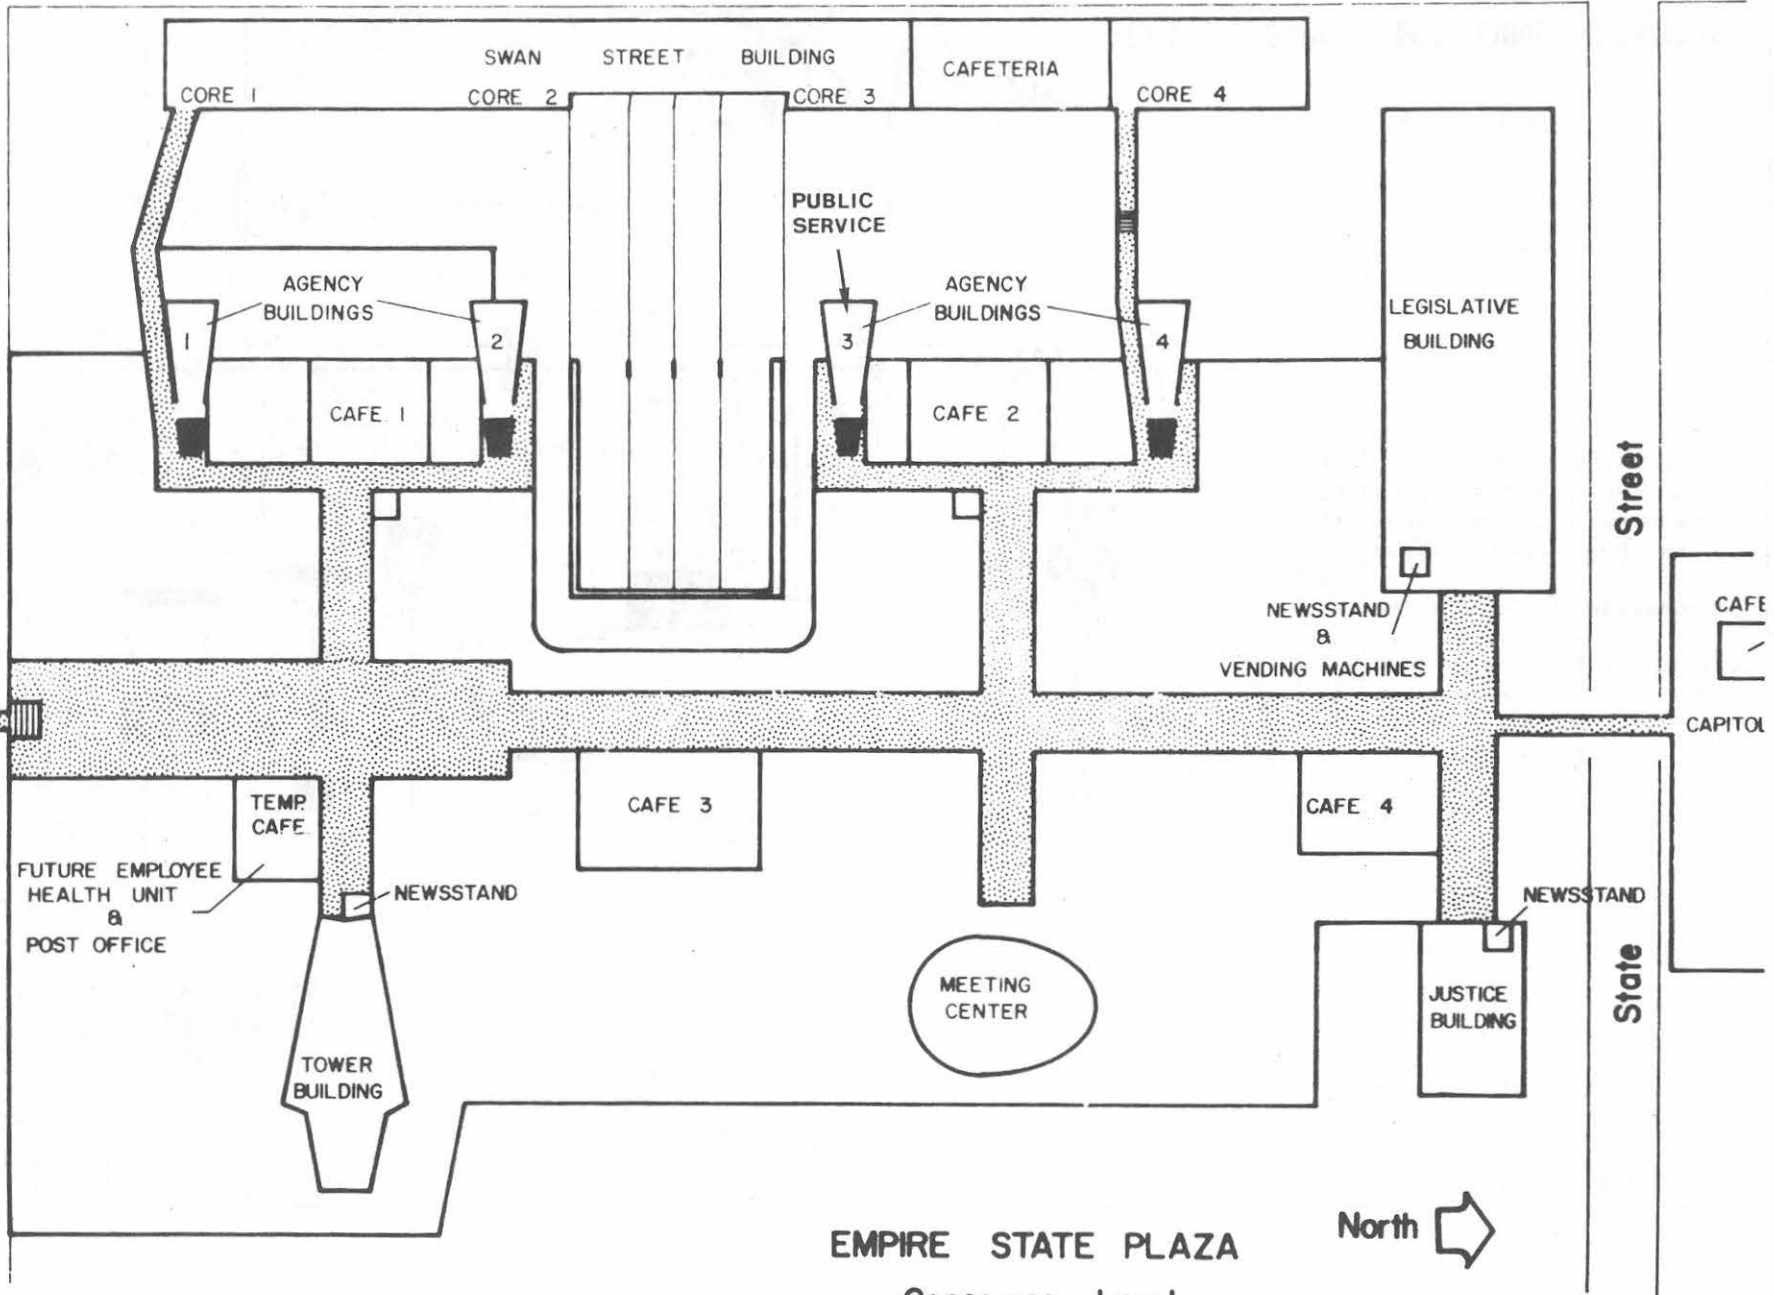 SWAN STREET BUILDING
CAFETERIA
CORE 1
CORE 2
CORE 3
CORE 4
PUBLIC
SERVICE
AGENCY
BUILDINGS
AGENCY
BUILDINGS
1
2
3
4
LEGISLATIVE
BUILDING
CAFE 1
CAFE 2
Street
NEWSSTAND
&
VENDING MACHINES
CAFE
CAPITOL
TEMP.
CAFE
CAFE 3
CAFE 4
FUTURE EMPLOYEE
HEALTH UNIT
&
POST OFFICE
NEWSSTAND
NEWSSTAND
MEETING
CENTER
JUSTICE
BUILDING
State
TOWER
BUILDING
North
EMPIRE STATE PLAZA